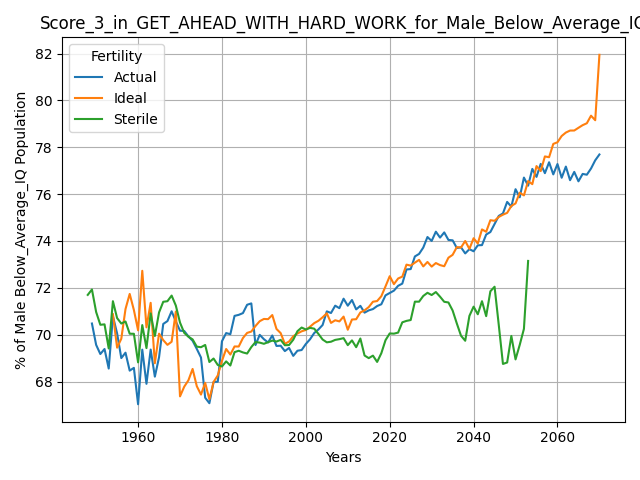 Score_3_in_GET_AHEAD_WITH_HARD_WORK_for_Male_Below_Average_IQ
Fertility
Actual
Ideal
Sterile
% of Male Below_Average_IQ Population
82
80
78
76
74
72
70
68
1960 1980 2000 2020 2040 2060
Years